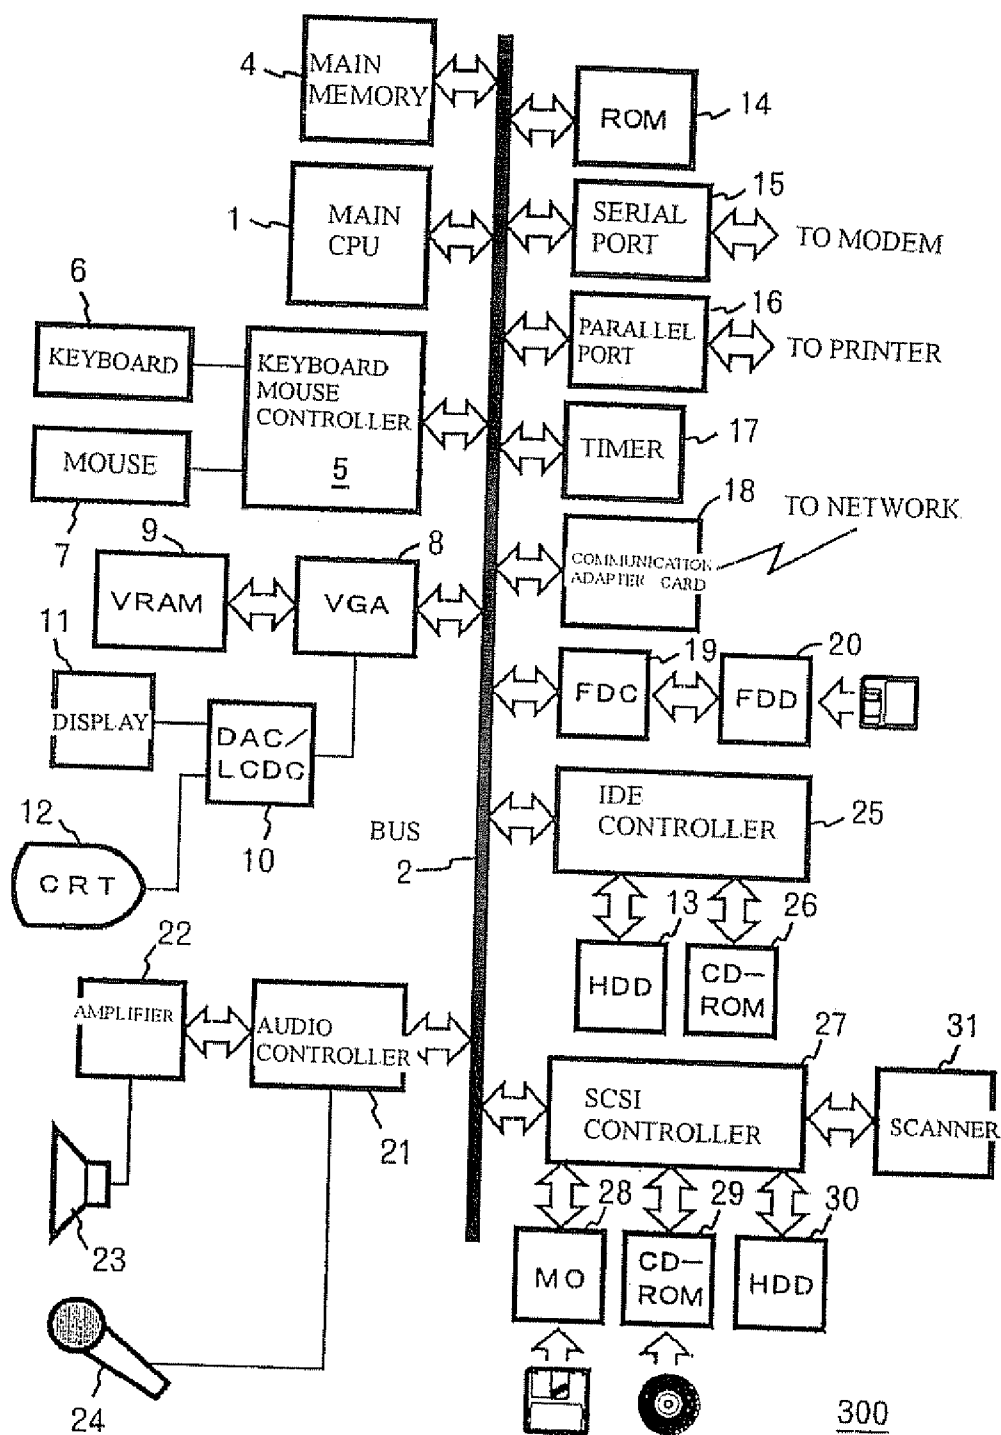 4
MAIN
MEMORY
ROM
14
1
MAIN
CPU
15
SERIAL
PORT
TO MODEM
6
KEYBOARD
KEYBOARD
MOUSE
CONTROLLER
5
16
PARALLEL
PORT
TO PRINTER
MOUSE
7
TIMER
17
9
VRAM
8
VGA
18
COMMUNICATION
ADAPTER CARD
TO NETWORK
11
DISPLAY
DAC/
LCDC
10
19
FDC
20
FDD
12
CRT
BUS
2
IDE
CONTROLLER
25
13
HDD
26
CD-
ROM
22
AMPLIFIER
AUDIO
CONTROLLER
21
27
SCSI
CONTROLLER
31
SCANNER
23
28
MO
29
CD-
ROM
30
HDD
24
300